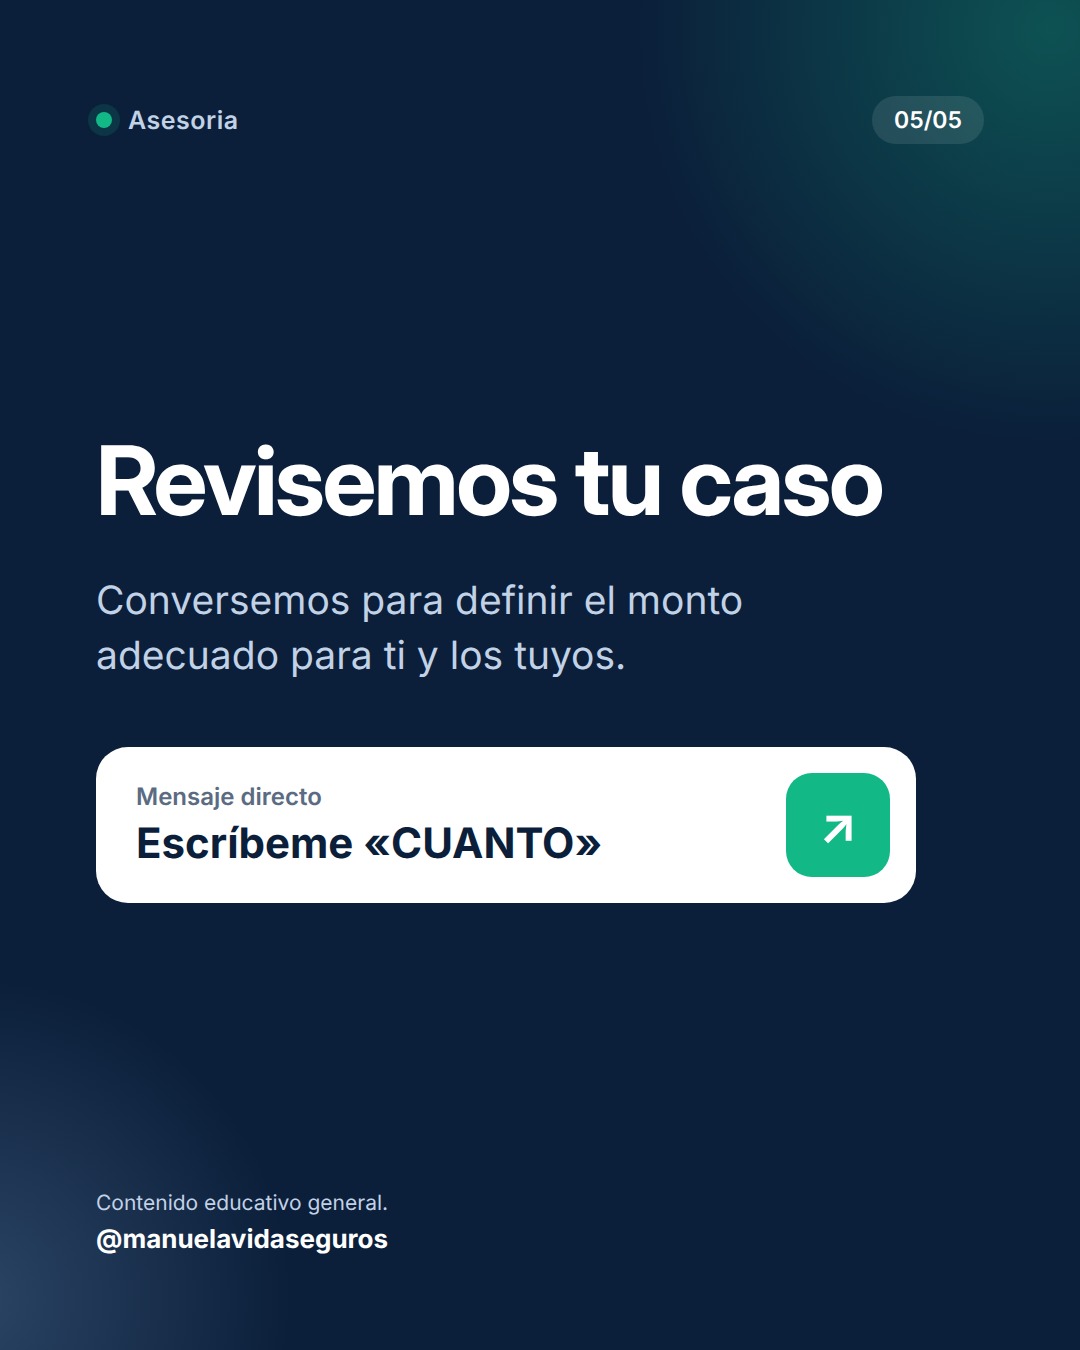 Asesoria
05/05
Revisemos tu caso
Conversemos para definir el monto
adecuado para ti y los tuyos.
Mensaje directo
Escríbeme «CUANTO»
Contenido educativo general.
@manuelavidaseguros